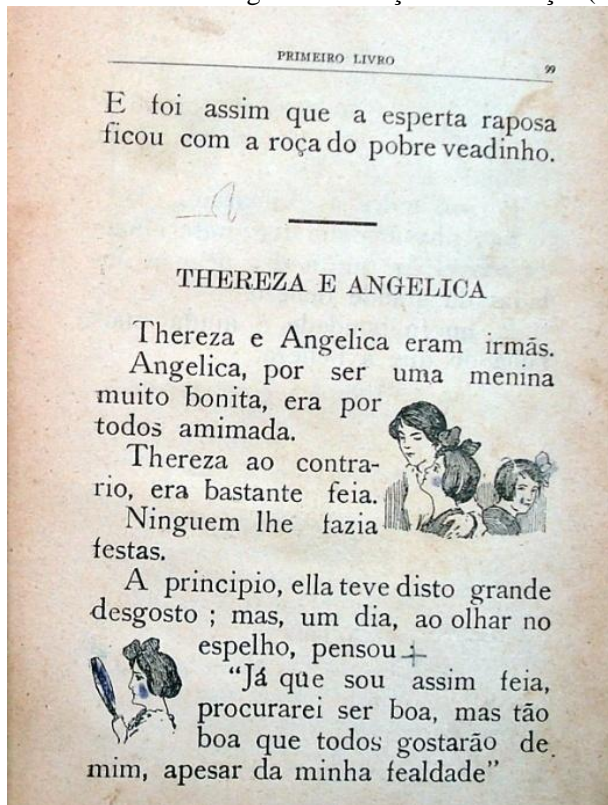 PRIMEIRO LIVRO 99
E foi assim que a esperta raposa
ficou com a roça do pobre veadinho.
THEREZA E ANGELICA
Thereza e Angelica eram irmãs.
Angelica, por ser uma menina
muito bonita, era por
todos amimada.
Thereza ao contra-
rio, era bastante feia.
Ninguem lhe fazia
festas.
A principio, ella teve disto grande
desgosto ; mas, um dia, ao olhar no
espelho, pensou :
"Já que sou assim feia,
procurarei ser boa, mas tão
boa que todos gostarão de
mim, apesar da minha fealdade"